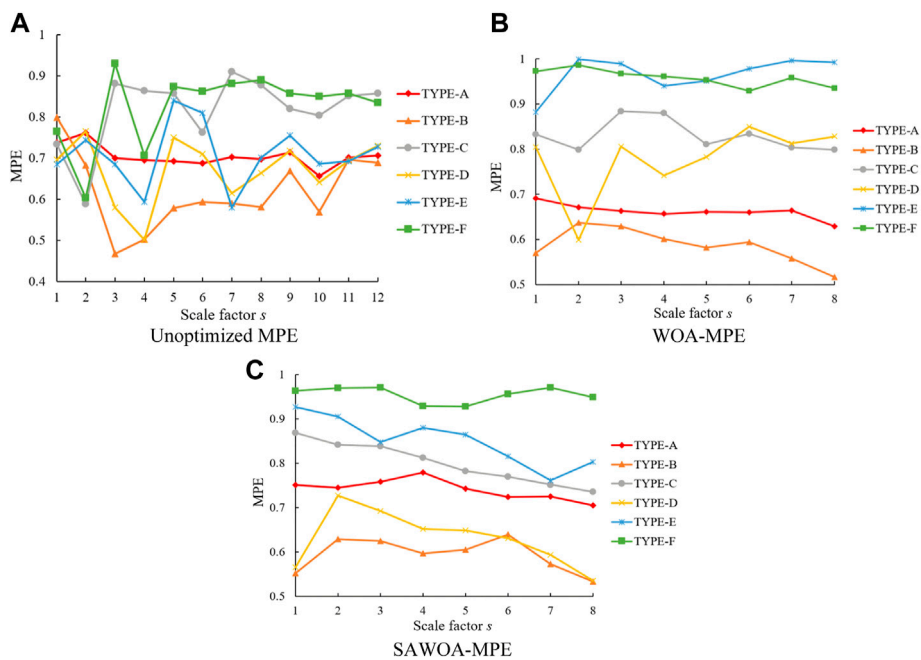 A
1
0.9
0.8
0.7
0.6
0.5
0.4
MPE
1 2 3 4 5 6 7 8 9 10 11 12
Scale factor s
TYPE-A
TYPE-B
TYPE-C
TYPE-D
TYPE-E
TYPE-F
Unoptimized MPE
B
1
0.9
0.8
0.7
0.6
0.5
MPE
1 2 3 4 5 6 7 8
Scale factor s
TYPE-A
TYPE-B
TYPE-C
TYPE-D
TYPE-E
TYPE-F
WOA-MPE
C
1
0.9
0.8
0.7
0.6
0.5
MPE
1 2 3 4 5 6 7 8
Scale factor s
TYPE-A
TYPE-B
TYPE-C
TYPE-D
TYPE-E
TYPE-F
SAWOA-MPE